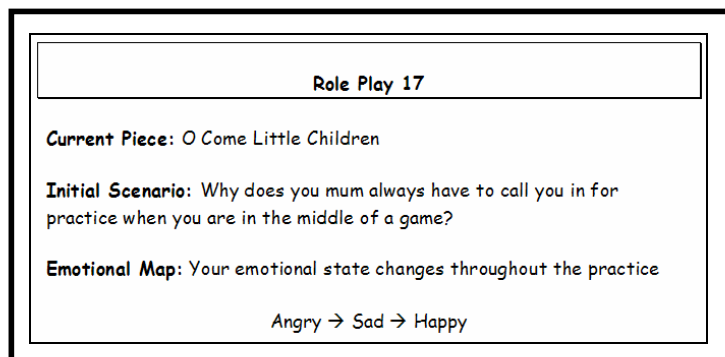 Role Play 17
Current Piece: O Come Little Children
Initial Scenario: Why does you mum always have to call you in for
practice when you are in the middle of a game?
Emotional Map: Your emotional state changes throughout the practice
Angry → Sad → Happy